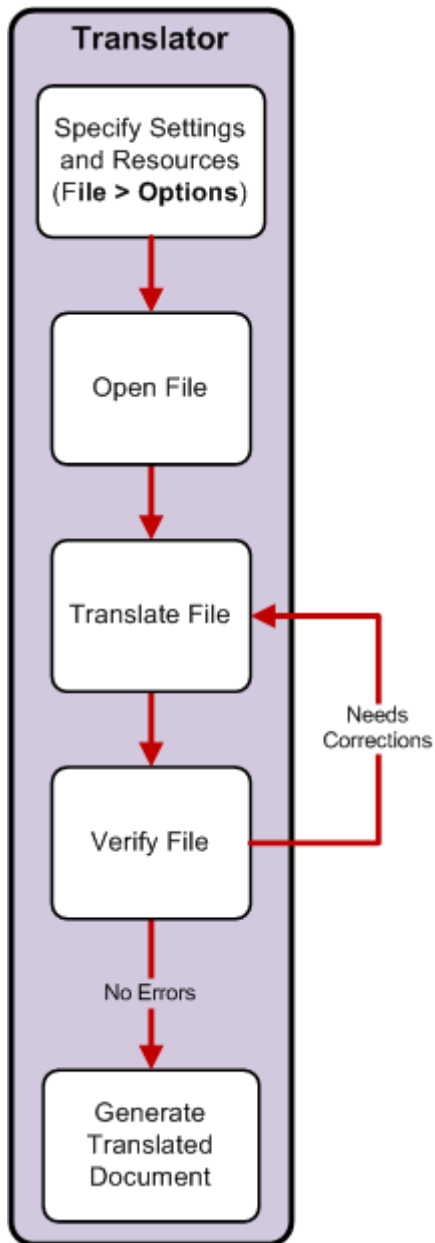 Translator
Specify Settings
and Resources
(File > Options)
Open File
Translate File
Needs
Corrections
Verify File
No Errors
Generate
Translated
Document